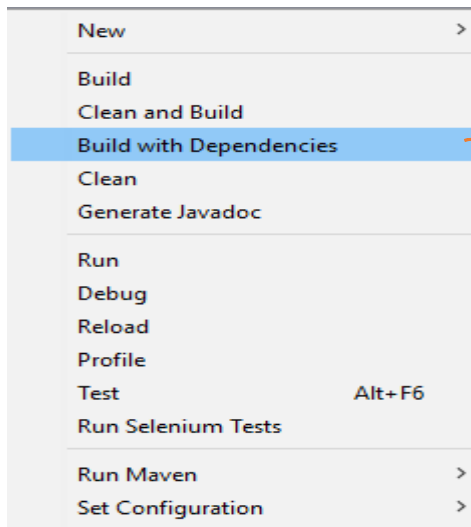 New
Build
Clean and Build
Build with Dependencies
Clean
Generate Javadoc
Run
Debug
Reload
Profile
Test Alt+F6
Run Selenium Tests
Run Maven
Set Configuration